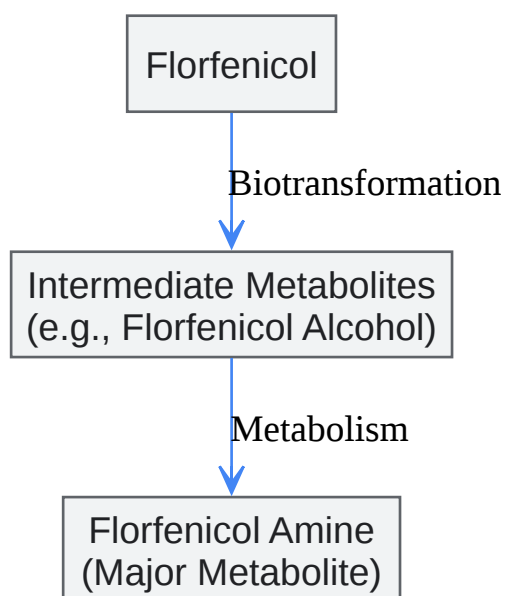 Florfenicol
Biotransformation
Intermediate Metabolites
(e.g., Florfenicol Alcohol)
Metabolism
Florfenicol Amine
(Major Metabolite)